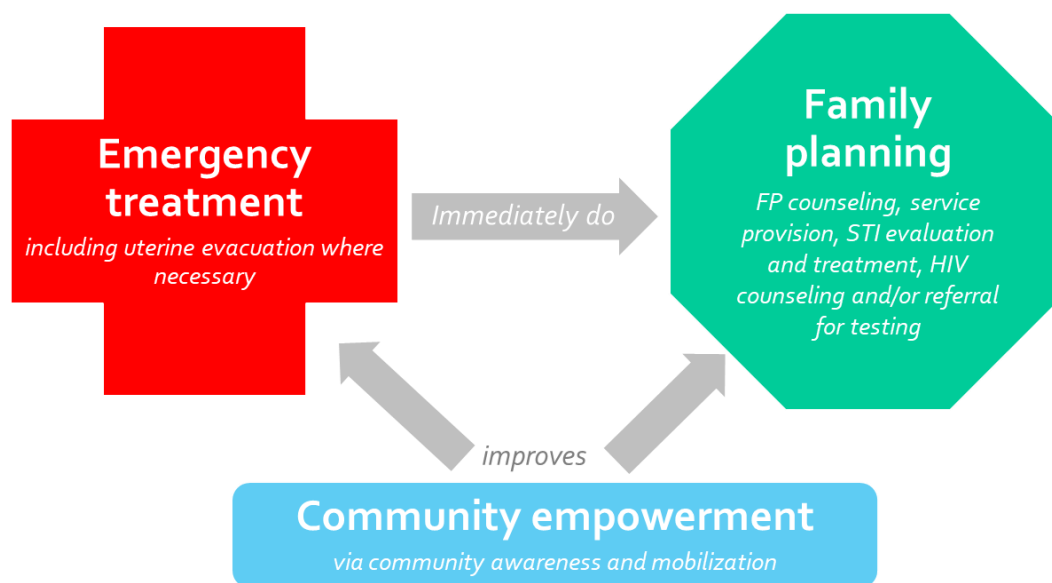 Emergency
treatment
including uterine evacuation where
necessary
Immediately do
Family
planning
FP counseling, service
provision, STI evaluation
and treatment, HIV
counseling and/or referral
for testing
improves
Community empowerment
via community awareness and mobilization